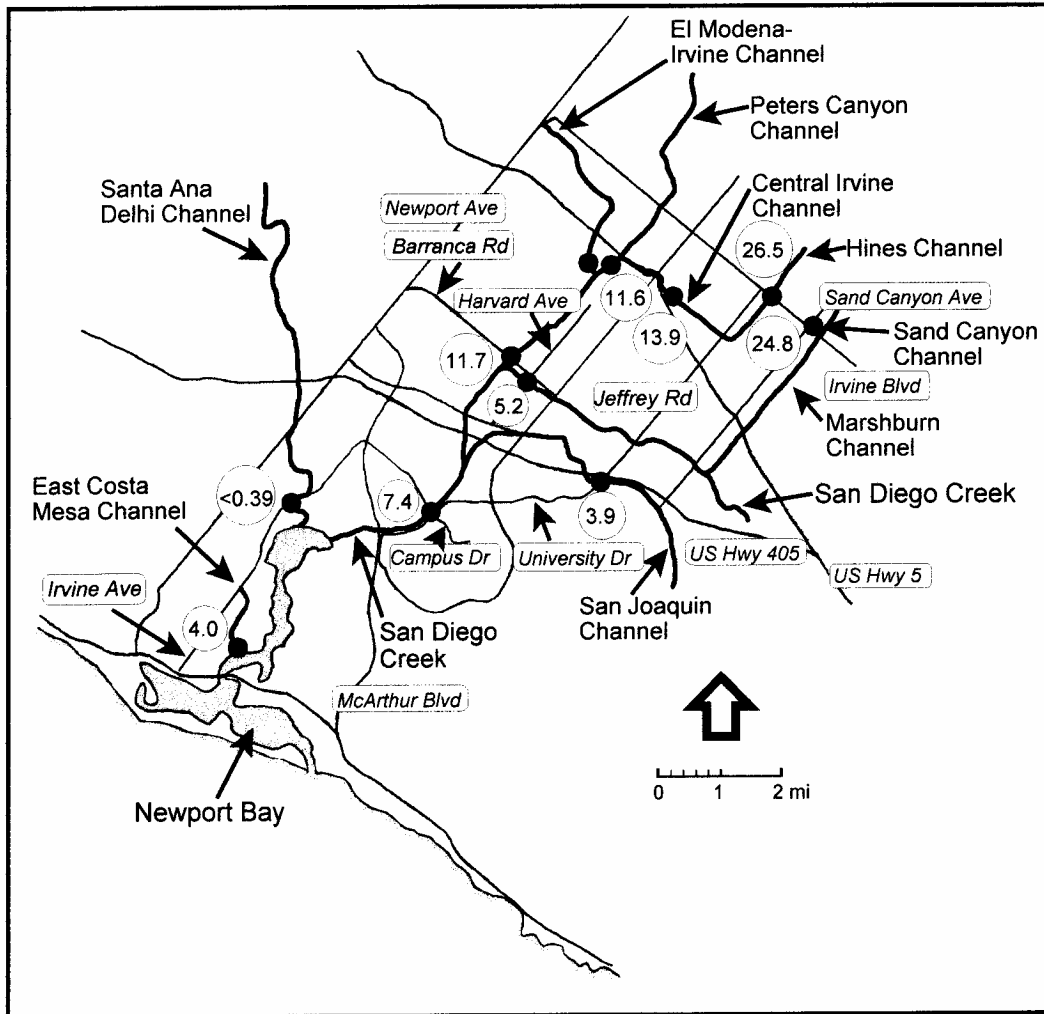 El Modena-
Irvine Channel
Peters Canyon
Channel
Santa Ana
Delhi Channel
Newport Ave
Barranca Rd
Central Irvine
Channel
26.5
Hines Channel
Harvard Ave
11.6
Sand Canyon Ave
13.9
24.8
Sand Canyon
Channel
11.7
5.2
Jeffrey Rd
Irvine Blvd
Marshburn
Channel
East Costa
Mesa Channel
<0.39
7.4
San Diego Creek
3.9
Campus Dr
University Dr
US Hwy 405
US Hwy 5
Irvine Ave
4.0
San Diego
Creek
San Joaquin
Channel
McArthur Blvd
0 1 2 mi
Newport Bay